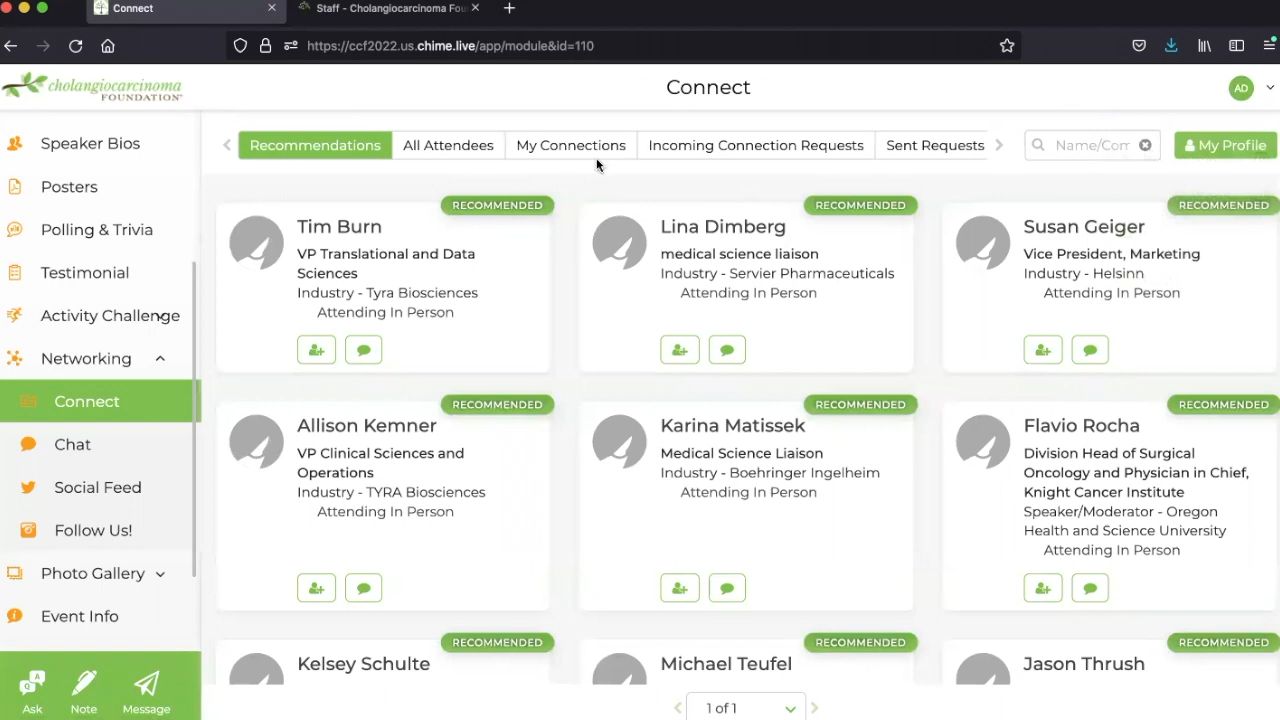 Connect
Staff - Cholangiocarcinoma Fou
https://ccf2022.us.chime.live/app/module&id=110
cholangiocarcinoma
FOUNDATION
Connect
AD
Speaker Bios
Posters
Polling & Trivia
Testimonial
Activity Challenge
Networking
Connect
Chat
Social Feed
Follow Us!
Photo Gallery
Event Info
Ask
Note
Message
Recommendations
All Attendees
My Connections
Incoming Connection Requests
Sent Requests
Name/Com
My Profile
RECOMMENDED
Tim Burn
VP Translational and Data
Sciences
Industry - Tyra Biosciences
Attending In Person
RECOMMENDED
Lina Dimberg
medical science liaison
Industry - Servier Pharmaceuticals
Attending In Person
RECOMMENDED
Susan Geiger
Vice President, Marketing
Industry - Helsinn
Attending In Person
RECOMMENDED
Allison Kemner
VP Clinical Sciences and
Operations
Industry - TYRA Biosciences
Attending In Person
RECOMMENDED
Karina Matissek
Medical Science Liaison
Industry - Boehringer Ingelheim
Attending In Person
RECOMMENDED
Flavio Rocha
Division Head of Surgical
Oncology and Physician in Chief,
Knight Cancer Institute
Speaker/Moderator - Oregon
Health and Science University
Attending In Person
RECOMMENDED
Kelsey Schulte
RECOMMENDED
Michael Teufel
RECOMMENDED
Jason Thrush
1 of 1